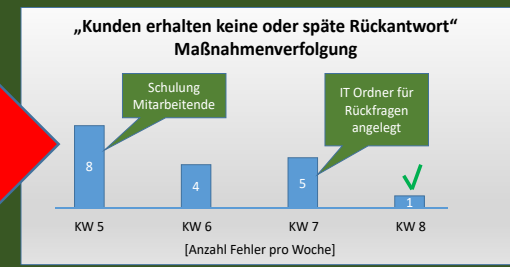 „Kunden erhalten keine oder späte Rückantwort“
Maßnahmenverfolgung
Schulung
Mitarbeitende
IT Ordner für
Rückfragen
angelegt
8
4
5
1
KW 5
KW 6
KW 7
KW 8
[Anzahl Fehler pro Woche]